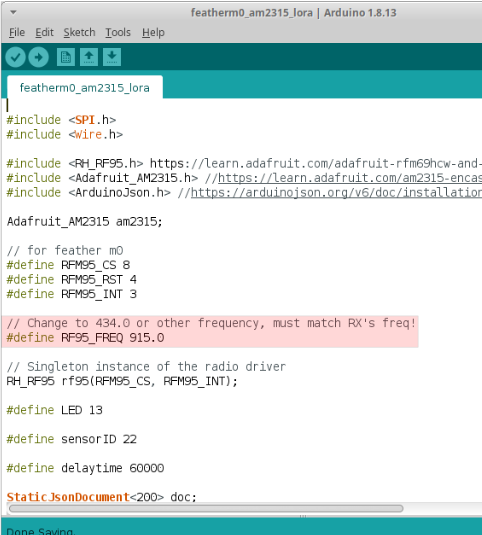 feather​m0_am2315_lora | Arduino 1.8.13
File Edit Sketch Tools Help
featherm0_am2315_lora
#include <SPI.h>
#include <Wire.h>
#include <RH_RF95.h> https://learn.adafruit.com/adafruit-rfm69hcw-and-
#include <Adafruit_AM2315.h> //https://learn.adafruit.com/am2315-encas
#include <ArduinoJson.h> //https://arduinojson.org/v6/doc/installation
Adafruit_AM2315 am2315;
// for feather m0
#define RFM95_CS 8
#define RFM95_RST 4
#define RFM95_INT 3
// Change to 434.0 or other frequency, must match RX's freq!
#define RF95_FREQ 915.0
// Singleton instance of the radio driver
RH_RF95 rf95(RFM95_CS, RFM95_INT);
#define LED 13
#define sensorID 22
#define delaytime 60000
StaticJsonDocument<200> doc;
Done Saving.